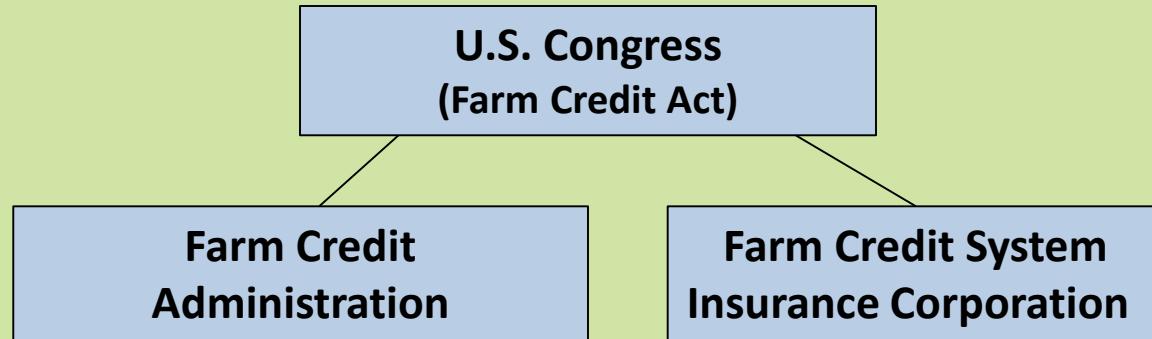 U.S. Congress
(Farm Credit Act)
Farm Credit
Administration
Farm Credit System
Insurance Corporation